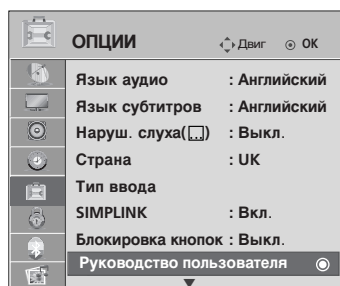 ОПЦИИ Двиг ОК
Язык аудио : Английский
Язык субтитров : Английский
Наруш. слуха() : Выкл.
Страна : UK
Тип ввода
SIMPLINK : Вкл.
Блокировка кнопок : Выкл.
Руководство пользователя